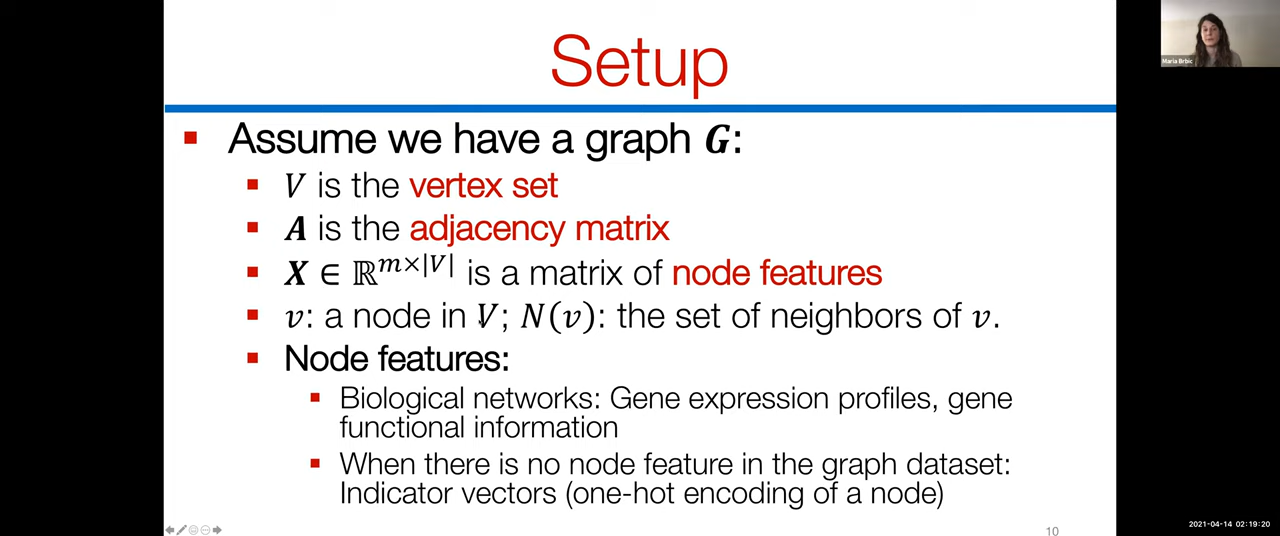 Setup
Maria Brbic
Assume we have a graph G:
V is the vertex set
A is the adjacency matrix
X ∈ ℝ^{m×|V|} is a matrix of node features
v: a node in V; N(v): the set of neighbors of v.
Node features:
Biological networks: Gene expression profiles, gene
functional information
When there is no node feature in the graph dataset:
Indicator vectors (one-hot encoding of a node)
10
2021-04-14 02:19:20